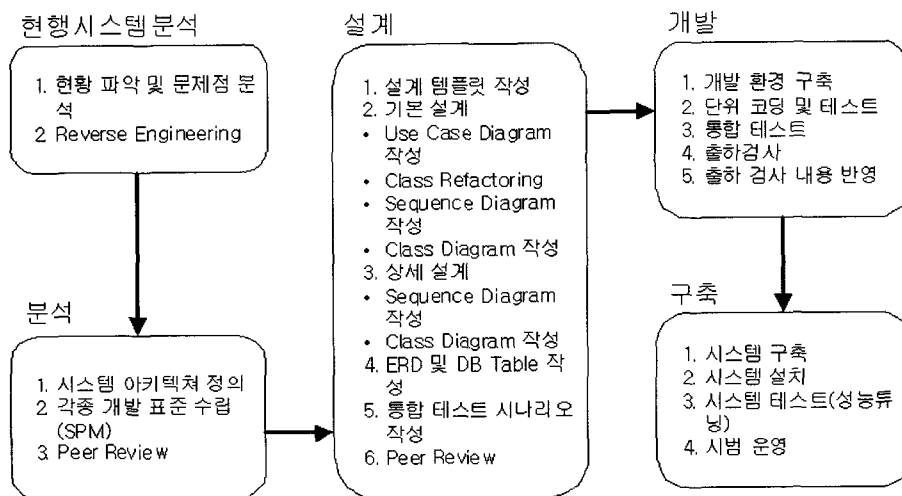 현행시스템분석
1. 현황 파악 및 문제점 분
석
2. Reverse Engineering
분석
1. 시스템 아키텍쳐 정의
2. 각종 개발 표준 수립
(SPM)
3. Peer Review
설계
1. 설계 템플릿 작성
2. 기본 설계
• Use Case Diagram
작성
• Class Refactoring
• Sequence Diagram
작성
• Class Diagram 작성
3. 상세 설계
• Sequence Diagram
작성
• Class Diagram 작성
4. ERD 및 DB Table 작
성
5. 통합 테스트 시나리오
작성
6. Peer Review
개발
1. 개발 환경 구축
2. 단위 코딩 및 테스트
3. 통합 테스트
4. 출하검사
5. 출하 검사 내용 반영
구축
1. 시스템 구축
2. 시스템 설치
3. 시스템 테스트(성능튜
닝)
4. 시범 운영